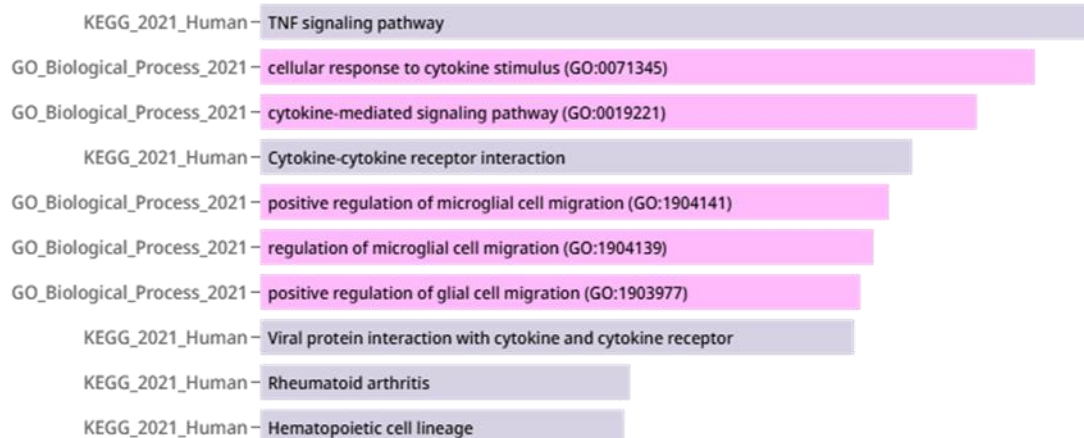 KEGG_2021_Human TNF signaling pathway
GO_Biological_Process_2021 cellular response to cytokine stimulus (GO:0071345)
GO_Biological_Process_2021 cytokine-mediated signaling pathway (GO:0019221)
KEGG_2021_Human Cytokine-cytokine receptor interaction
GO_Biological_Process_2021 positive regulation of microglial cell migration (GO:1904141)
GO_Biological_Process_2021 regulation of microglial cell migration (GO:1904139)
GO_Biological_Process_2021 positive regulation of glial cell migration (GO:1903977)
KEGG_2021_Human Viral protein interaction with cytokine and cytokine receptor
KEGG_2021_Human Rheumatoid arthritis
KEGG_2021_Human Hematopoietic cell lineage